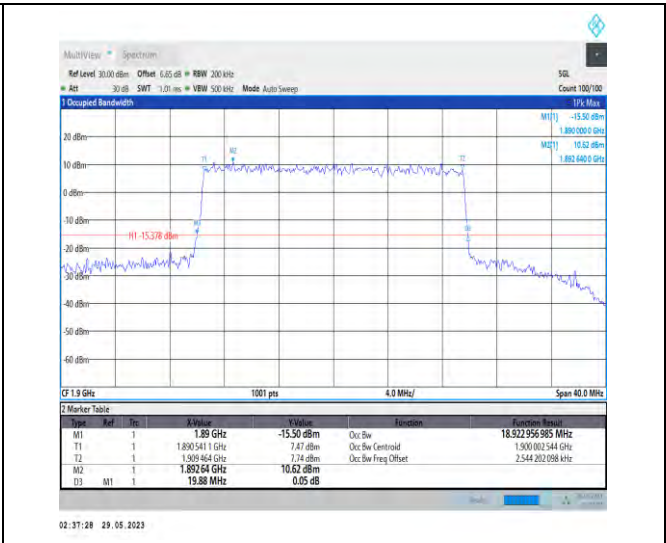 MultiView Spectrum
Ref Level 30.00 dBm Offset 6.65 dB RBW 200 kHz SGL
Att 30 dB SWT 1.01 ms VBW 500 kHz Mode Auto Sweep Count 100/100
1 Occupied Bandwidth 1Pk Max
M1[1] -15.50 dBm
1.890 000 0 GHz
M2[1] 10.62 dBm
1.892 640 0 GHz
20 dBm
T1 M2 T2
10 dBm
0 dBm
-10 dBm
M1 D3
H1 -15.378 dBm
-20 dBm
-30 dBm
-40 dBm
-50 dBm
-60 dBm
CF 1.9 GHz 1001 pts 4.0 MHz/ Span 40.0 MHz
2 Marker Table
Type Ref Trc X-Value Y-Value Function Function Result
M1 1 1.89 GHz -15.50 dBm Occ Bw 18.922 956 985 MHz
T1 1 1.890 541 1 GHz 7.47 dBm Occ Bw Centroid 1.900 002 544 GHz
T2 1 1.909 464 GHz 7.74 dBm Occ Bw Freq Offset 2.544 202 098 kHz
M2 1 1.892 64 GHz 10.62 dBm
D3 M1 1 19.88 MHz 0.05 dB
02:37:28 29.05.2023